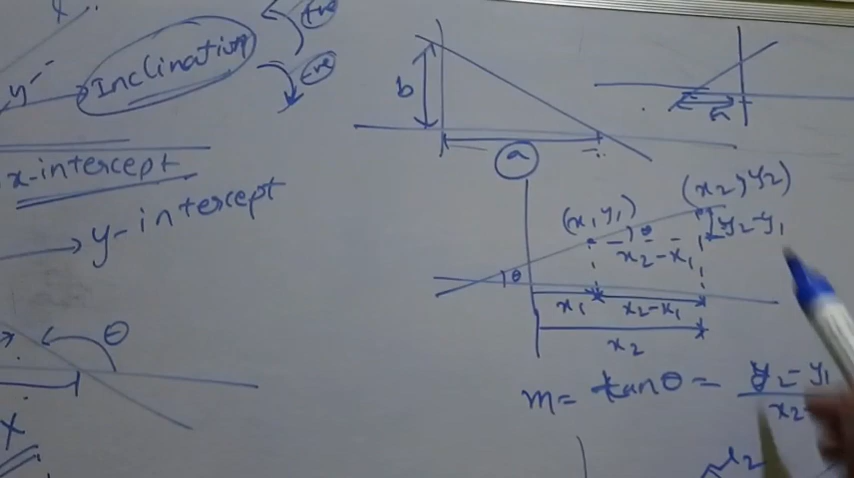 Inclination
+ve
-ve
y
x-intercept
y-intercept
θ
x
b
a
(x₁ y₁)
(x₂, y₂)
θ
y₂-y₁
x₂-x₁
θ
x₁
x₂-x₁
x₂
m = tanθ = y₂-y₁
x₂-